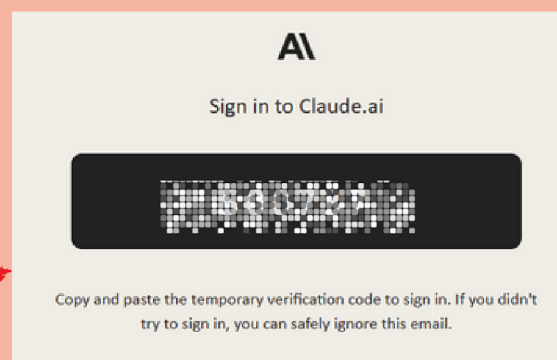 Sign in to Claude.ai
Copy and paste the temporary verification code to sign in. If you didn't
try to sign in, you can safely ignore this email.